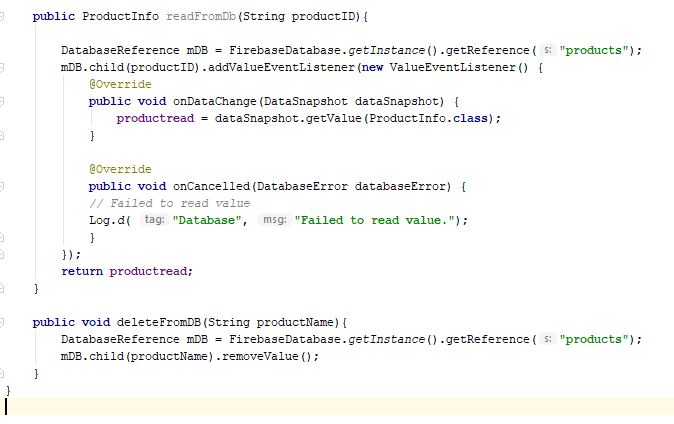 public ProductInfo readFromDb(String productID){
DatabaseReference mDB = FirebaseDatabase.getInstance().getReference( s: "products");
mDB.child(productID).addValueEventListener(new ValueEventListener() {
@Override
public void onDataChange(DataSnapshot dataSnapshot) {
productread = dataSnapshot.getValue(ProductInfo.class);
}
@Override
public void onCancelled(DatabaseError databaseError) {
// Failed to read value
Log.d( tag: "Database", msg: "Failed to read value.");
}
});
return productread;
}
public void deleteFromDB(String productName){
DatabaseReference mDB = FirebaseDatabase.getInstance().getReference( s: "products");
mDB.child(productName).removeValue();
}
}